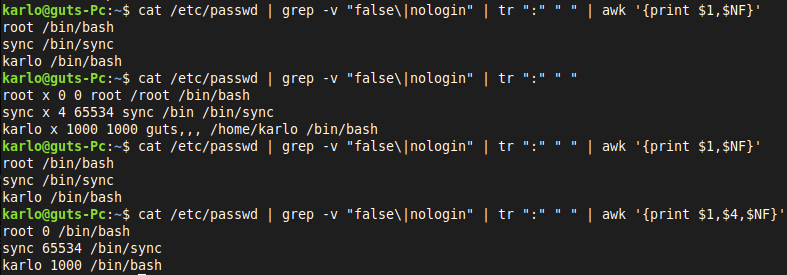 karlo@guts-Pc:~$ cat /etc/passwd | grep -v "false\|nologin" | tr ":" " " | awk '{print $1,$NF}'
root /bin/bash
sync /bin/sync
karlo /bin/bash
karlo@guts-Pc:~$ cat /etc/passwd | grep -v "false\|nologin" | tr ":" " "
root x 0 0 root /root /bin/bash
sync x 4 65534 sync /bin /bin/sync
karlo x 1000 1000 guts,,, /home/karlo /bin/bash
karlo@guts-Pc:~$ cat /etc/passwd | grep -v "false\|nologin" | tr ":" " " | awk '{print $1,$NF}'
root /bin/bash
sync /bin/sync
karlo /bin/bash
karlo@guts-Pc:~$ cat /etc/passwd | grep -v "false\|nologin" | tr ":" " " | awk '{print $1,$4,$NF}'
root 0 /bin/bash
sync 65534 /bin/sync
karlo 1000 /bin/bash